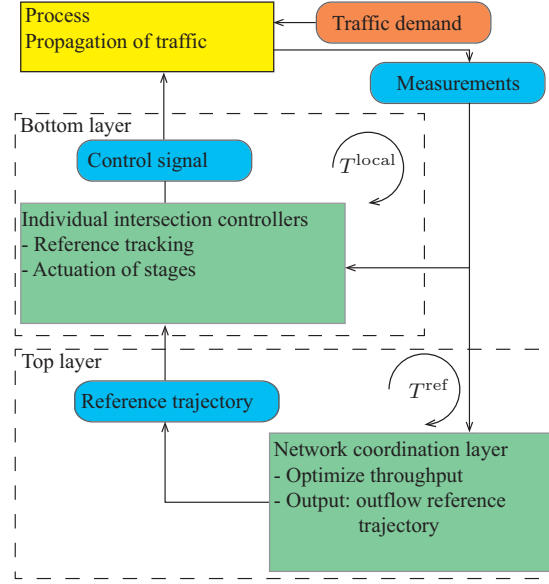 Process
Propagation of traffic
Traffic demand
Measurements
Bottom layer
Control signal
T^local
Individual intersection controllers
- Reference tracking
- Actuation of stages
Top layer
Reference trajectory
T^ref
Network coordination layer
- Optimize throughput
- Output: outflow reference
trajectory